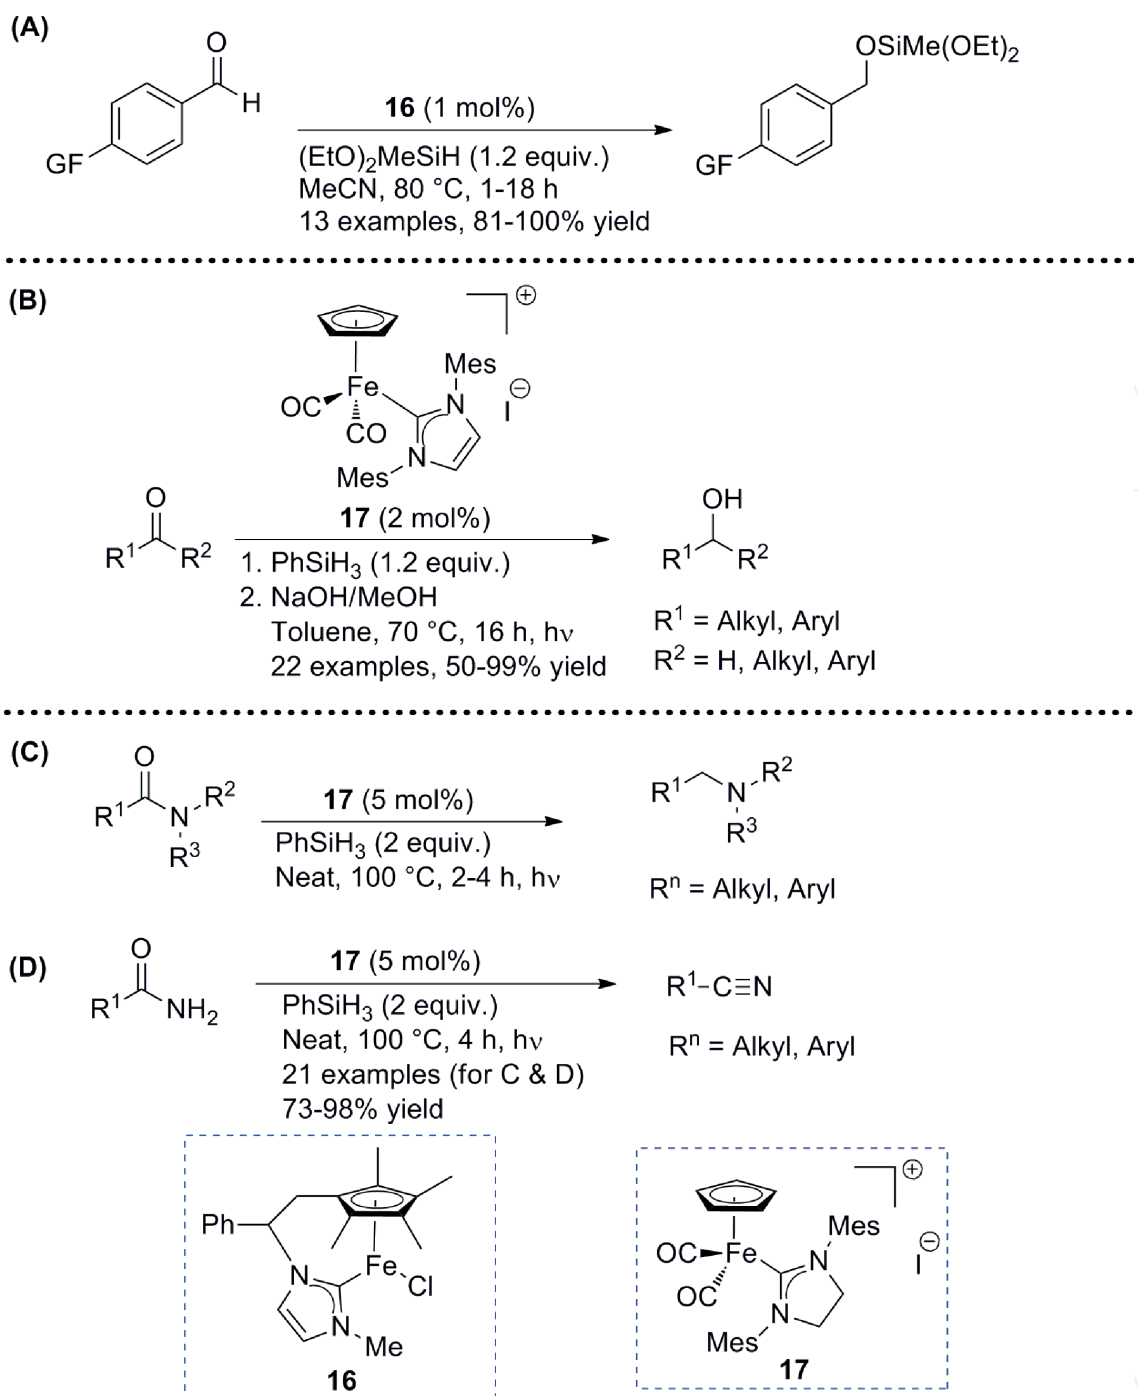 (A)
O
H
GF
16 (1 mol%)
(EtO)₂MeSiH (1.2 equiv.)
MeCN, 80 °C, 1-18 h
13 examples, 81-100% yield
OSiMe(OEt)₂
GF
(B)
⊕
Mes
Fe
OC
CO
N
N
Mes
I⊖
17 (2 mol%)
O
R¹ R²
1. PhSiH₃ (1.2 equiv.)
2. NaOH/MeOH
Toluene, 70 °C, 16 h, hν
22 examples, 50-99% yield
OH
R¹ R²
R¹ = Alkyl, Aryl
R² = H, Alkyl, Aryl
(C)
O
R¹ N R²
R³
17 (5 mol%)
PhSiH₃ (2 equiv.)
Neat, 100 °C, 2-4 h, hν
R¹ N R²
R³
Rⁿ = Alkyl, Aryl
(D)
O
R¹ NH₂
17 (5 mol%)
PhSiH₃ (2 equiv.)
Neat, 100 °C, 4 h, hν
21 examples (for C & D)
73-98% yield
R¹-C≡N
Rⁿ = Alkyl, Aryl
Ph
Fe
Cl
N
N
Me
16
⊕
Mes
OC Fe
OC
N
N
Mes
I⊖
17